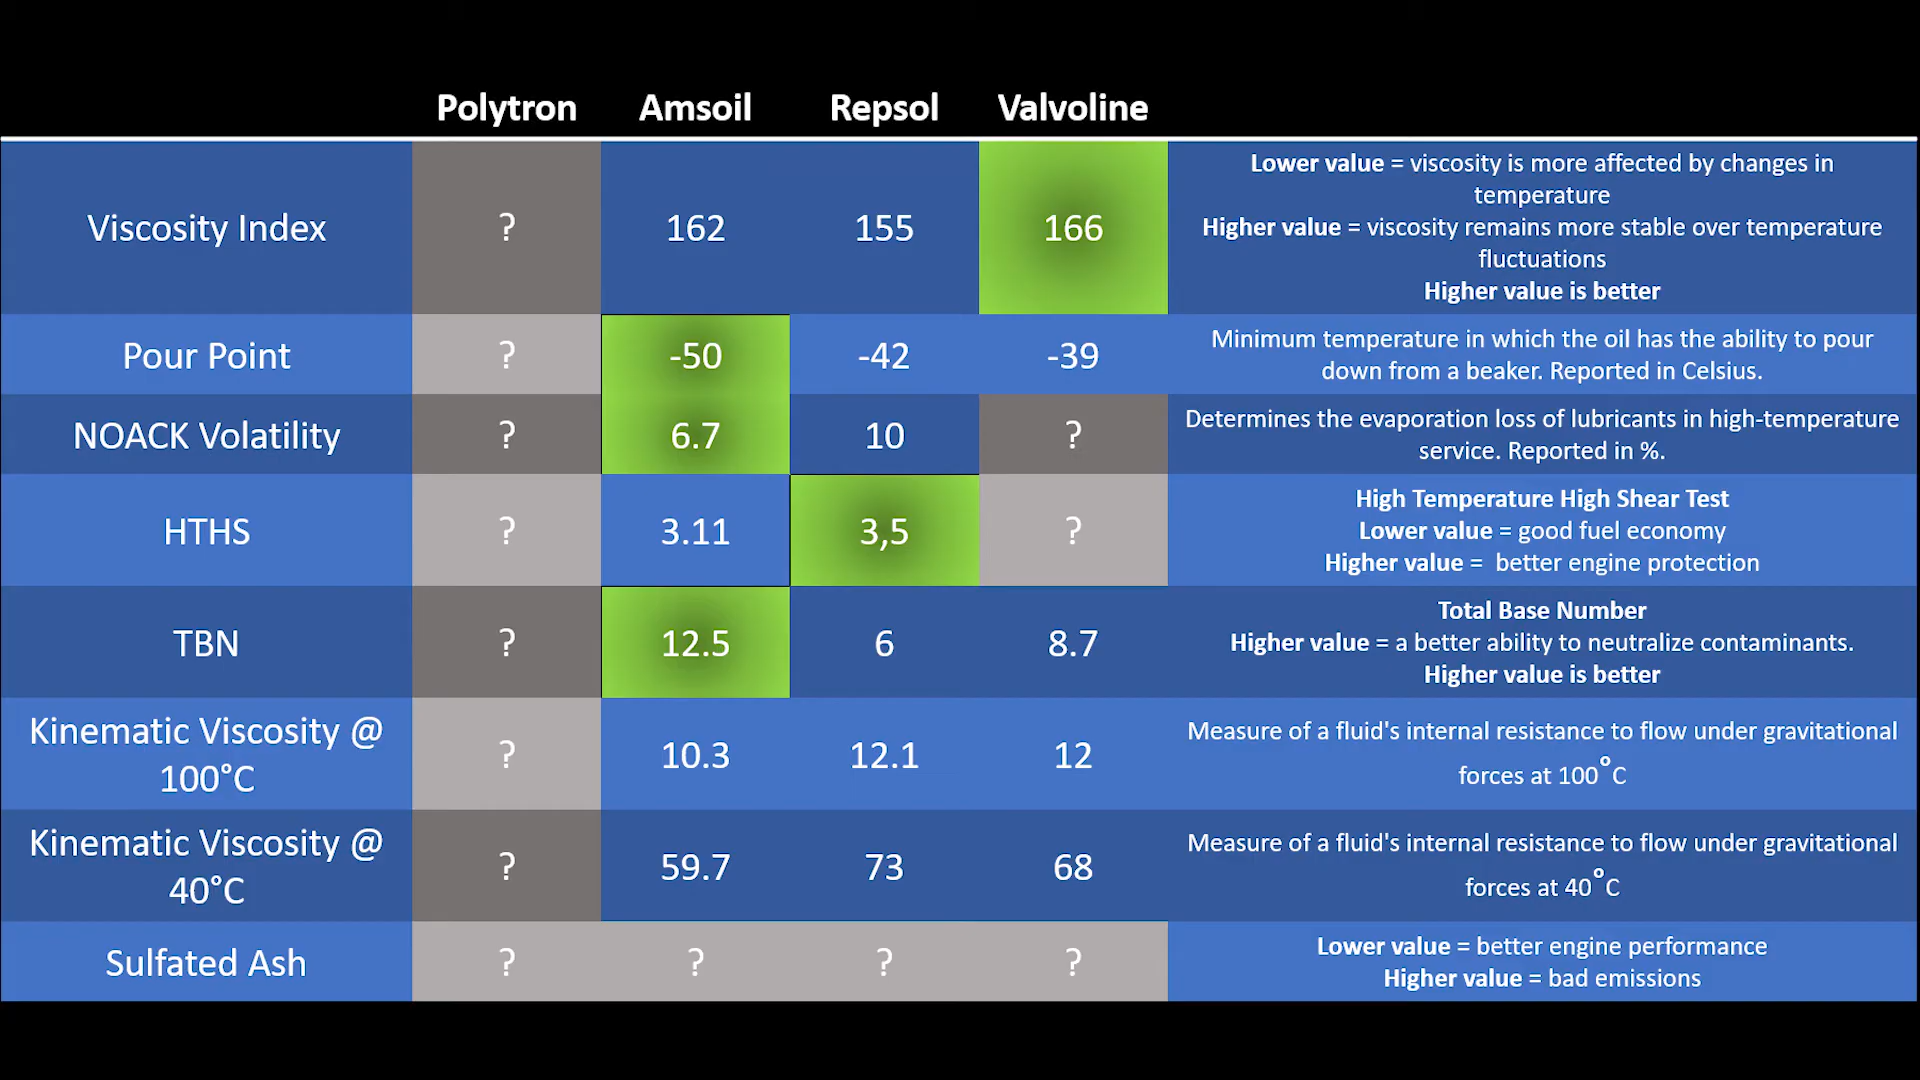 Polytron Amsoil Repsol Valvoline
Viscosity Index ? 162 155 166
Lower value = viscosity is more affected by changes in
temperature
Higher value = viscosity remains more stable over temperature
fluctuations
Higher value is better
Pour Point ? -50 -42 -39
Minimum temperature in which the oil has the ability to pour
down from a beaker. Reported in Celsius.
NOACK Volatility ? 6.7 10 ?
Determines the evaporation loss of lubricants in high-temperature
service. Reported in %.
HTHS ? 3.11 3,5 ?
High Temperature High Shear Test
Lower value = good fuel economy
Higher value = better engine protection
TBN ? 12.5 6 8.7
Total Base Number
Higher value = a better ability to neutralize contaminants.
Higher value is better
Kinematic Viscosity @
100°C
? 10.3 12.1 12
Measure of a fluid's internal resistance to flow under gravitational
forces at 100°C
Kinematic Viscosity @
40°C
? 59.7 73 68
Measure of a fluid's internal resistance to flow under gravitational
forces at 40°C
Sulfated Ash ? ? ? ?
Lower value = better engine performance
Higher value = bad emissions